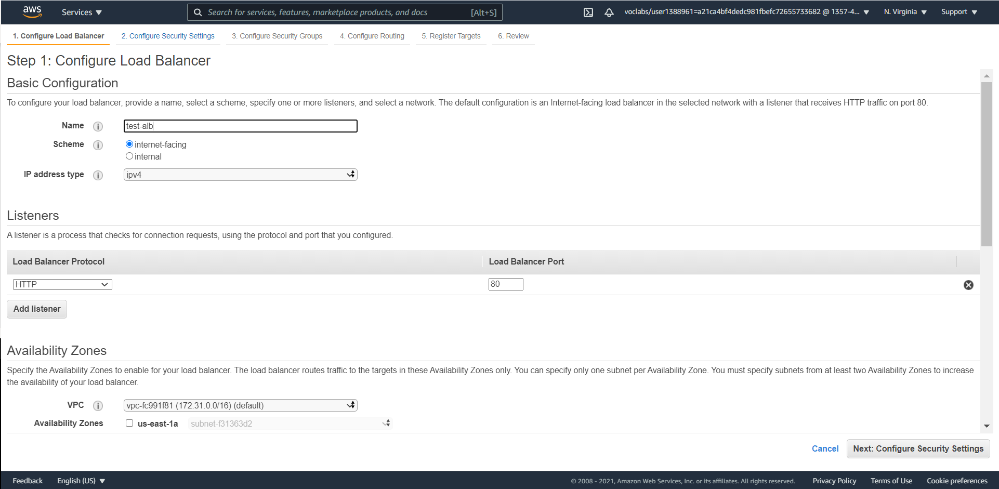 aws Services Search for services, features, marketplace products, and docs [Alt+S] voclabs/user1388961=a21ca4bf4dedc981fbefc72655733682 @ 1357-4... N. Virginia Support
1. Configure Load Balancer 2. Configure Security Settings 3. Configure Security Groups 4. Configure Routing 5. Register Targets 6. Review
Step 1: Configure Load Balancer
Basic Configuration
To configure your load balancer, provide a name, select a scheme, specify one or more listeners, and select a network. The default configuration is an Internet-facing load balancer in the selected network with a listener that receives HTTP traffic on port 80.
Name i test-alb
Scheme i internet-facing
internal
IP address type i ipv4
Listeners
A listener is a process that checks for connection requests, using the protocol and port that you configured.
Load Balancer Protocol Load Balancer Port
HTTP 80
Add listener
Availability Zones
Specify the Availability Zones to enable for your load balancer. The load balancer routes traffic to the targets in these Availability Zones only. You can specify only one subnet per Availability Zone. You must specify subnets from at least two Availability Zones to increase
the availability of your load balancer.
VPC i vpc-fc991f81 (172.31.0.0/16) (default)
Availability Zones us-east-1a subnet-f31363d2
Cancel Next: Configure Security Settings
Feedback English (US) © 2008 - 2021, Amazon Web Services, Inc. or its affiliates. All rights reserved. Privacy Policy Terms of Use Cookie preferences